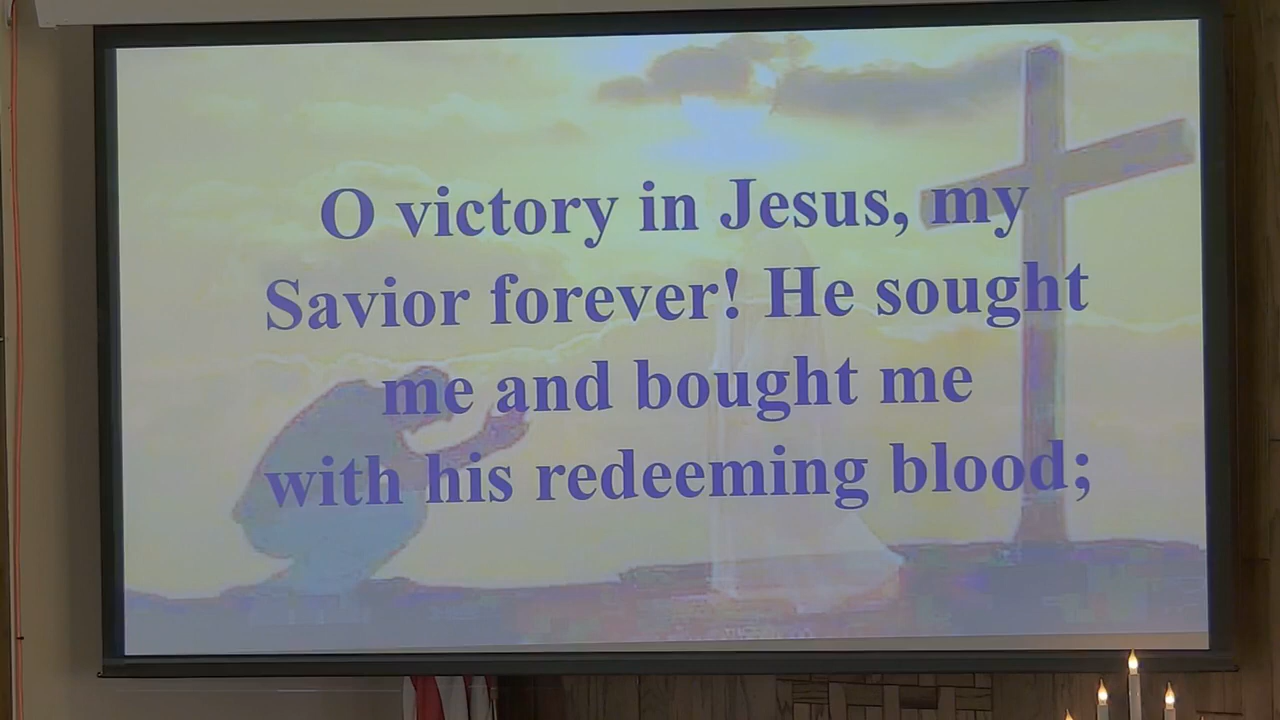 O victory in Jesus, my
Savior forever! He sought
me and bought me
with his redeeming blood;